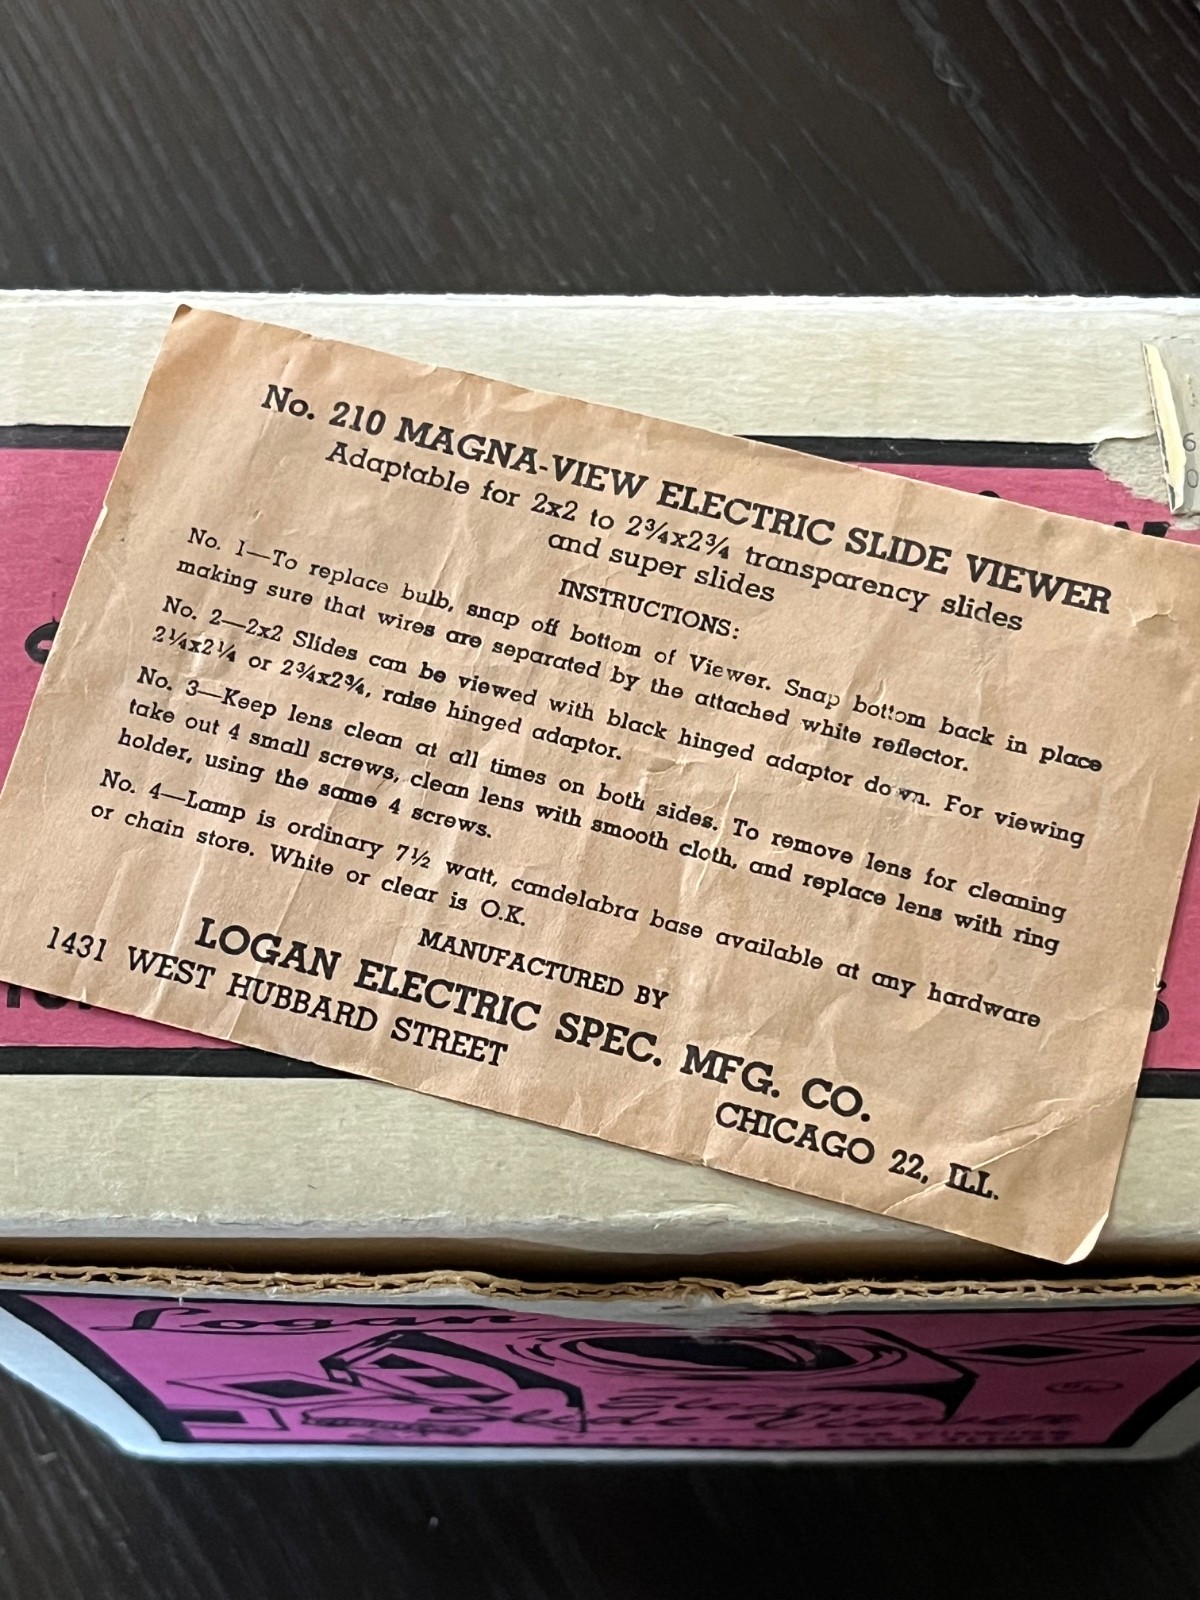 No. 210 MAGNA-VIEW ELECTRIC SLIDE VIEWER
Adaptable for 2x2 to 2¾x2¾ transparency slides
and super slides
INSTRUCTIONS:
No. 1—To replace bulb, snap off bottom of Viewer. Snap bottom back in place
making sure that wires are separated by the attached white reflector.
No. 2—2x2 Slides can be viewed with black hinged adaptor down. For viewing
2¼x2¼ or 2¾x2¾, raise hinged adaptor.
No. 3—Keep lens clean at all times on both sides. To remove lens for cleaning
take out 4 small screws, clean lens with smooth cloth, and replace lens with ring
holder, using the same 4 screws.
No. 4—Lamp is ordinary 7½ watt, candelabra base available at any hardware
or chain store. White or clear is O.K.
MANUFACTURED BY
LOGAN ELECTRIC SPEC. MFG. CO.
1431 WEST HUBBARD STREET
CHICAGO 22, ILL.
Logan
Electric
Slide Viewer